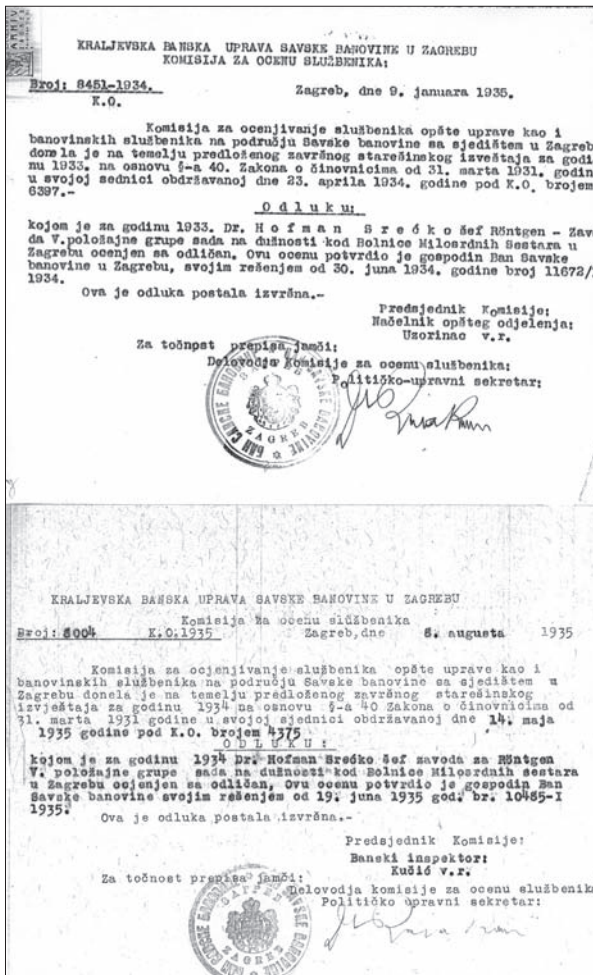 ARHIV
KRALJEVSKA BANSKA UPRAVA SAVSKE BANOVINE U ZAGREBU
KOMISIJA ZA OCENU SLUŽBENIKA:
Broj: 8451-1934.
K.O.
Zagreb, dne 9. januara 1935.
Komisija za ocenjivanje službenika opšte uprave kao i
banovinskih službenika na području Savske banovine sa sjedištem u Zagreb
donela je na temelju predloženog završnog starešinskog izveštaja za godi
nu 1933. na osnovu §-a 40. Zakona o činovnicima od 31. marta 1931. godin
u svojoj sednici obdržavanoj dne 23. aprila 1934. godine pod K.O. brojem
6397.-
O d l u k u:
kojom je za godinu 1933. Dr. H o f m a n S r e ć k o šef Röntgen - Zavo
da V.položajne grupe sada na dužnosti kod Bolnice Milosrdnih Sestara u
Zagrebu ocenjen sa odličan. Ovu ocenu potvrdio je gospodin Ban Savske
banovine u Zagrebu, svojim rešenjem od 30. juna 1934. godine broj 11672/
1934.
Ova je odluka postala izvršna.-
Predsjednik Komisije:
Načelnik opšteg odjelenja:
Uzorinac v.r.
Za točnost prepisa jamči:
Delovodja Komisije za ocenu službenika:
Političko-upravni sekretar:
БАН САВСКЕ БАНОВИНЕ
ZAGREB
KRALJEVSKA BANSKA UPRAVA SAVSKE BANOVINE U ZAGREBU
Komisija za ocenu službenika
Broj: 8004 K.O.1935 Zagreb,dne 8. augusta 1935
Komisija za ocjenjivanje službenika opšte uprave kao i
banovinskih službenika na području Savske banovine sa sjedištem u
Zagrebu donela je na temelju predloženog završnog starešinskog
izvještaja za godinu 1934 na osnovu §-a 40 Zakona o činovnicima od
31. marta 1931 godine u svojoj sjednici obdržavanoj dne 14. maja
1935 godine pod K.O. brojem 4375
O D L U K U :
kojom je za godinu 1934 Dr. Hofman Srećko šef zavoda za Röntgen
V. položajne grupe sada na dužnosti kod Bolnice Milosrdnih sestara
u Zagrebu ocjenjen sa odličan, Ovu ocenu potvrdio je gospodin Ban
Savske banovine svojim rešenjem od 19. juna 1935 god. br. 10485-I
1935.
Ova je odluka postala izvršna.-
Predsjednik Komisije:
Banski inspektor:
Kučić v.r.
Za točnost prepisa jamči:
Delovodja komisije za ocenu službenika
Političko upravni sekretar:
ZAGREB